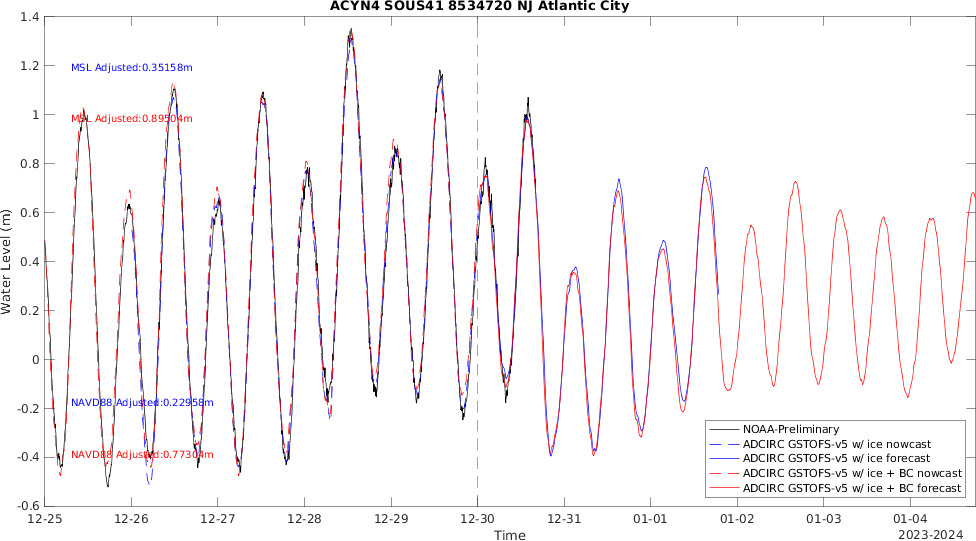 ACYN4 SOUS41 8534720 NJ Atlantic City
1.4
1.2
1
0.8
0.6
0.4
0.2
0
-0.2
-0.4
-0.6
Water Level (m)
MSL Adjusted:0.35158m
MSL Adjusted:0.89504m
NAVD88 Adjusted:0.22958m
NAVD88 Adjusted:0.77304m
NOAA-Preliminary
ADCIRC GSTOFS-v5 w/ ice nowcast
ADCIRC GSTOFS-v5 w/ ice forecast
ADCIRC GSTOFS-v5 w/ ice + BC nowcast
ADCIRC GSTOFS-v5 w/ ice + BC forecast
12-25 12-26 12-27 12-28 12-29 12-30 12-31 01-01 01-02 01-03 01-04
Time
2023-2024